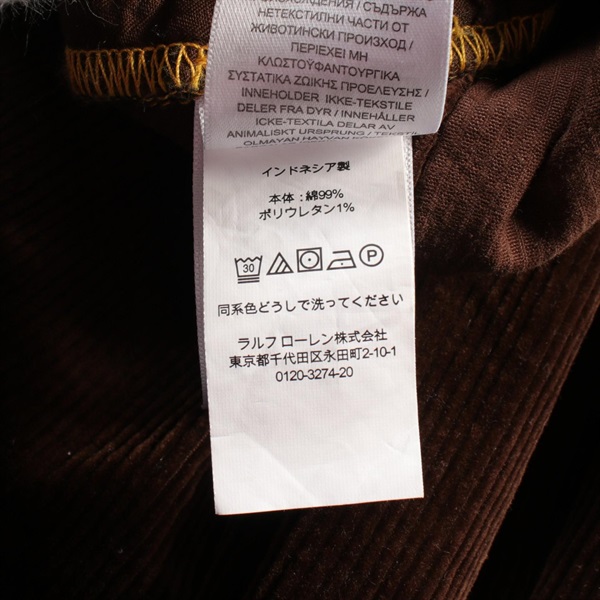 НЕТЕКСТИЛНИ ЧАСТИ ОТ
ЖИВОТИНСКИ ПРОИЗХОД /
ΠΕΡΙΕΧΕΙ ΜΗ
ΚΛΩΣΤΟΫΦΑΝΤΟΥΡΓΙΚΑ
ΣΥΣΤΑΤΙΚΑ ΖΩΙΚΗΣ ΠΡΟΕΛΕΥΣΗΣ /
INNEHOLDER IKKE-TEKSTILE
DELER FRA DYR / INNEHÅLLER
ICKE-TEXTILA DELAR AV
ANIMALISKT URSPRUNG / TEKSTİL
OLMAYAN HAYVAN
インドネシア製
本体 : 綿99%
ポリウレタン1%
30 P
同系色どうしで洗ってください
ラルフ ローレン株式会社
東京都千代田区永田町2-10-1
0120-3274-20